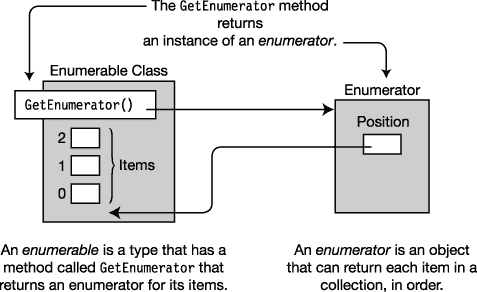 The GetEnumerator method
returns
an instance of an enumerator.
Enumerable Class
GetEnumerator()
2
1
0
Items
Enumerator
Position
An enumerable is a type that has a
method called GetEnumerator that
returns an enumerator for its items.
An enumerator is an object
that can return each item in a
collection, in order.